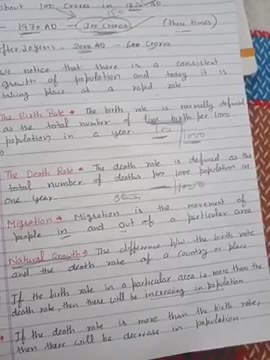 about 100 Crores in 1820 AD
150
- 1970 AD - 300 Crores (three times)
After 30 years - 2000 AD - 600 Crores
We notice that there is a consistent
growth of population and today it is
taking place at a rapid rate
The Birth Rate → The birth rate is normally defined
as the total number of live birth per 1000
population in a year.
100 1000
The Death Rate → The death rate is defined as the
total number of deaths per 1000 population in
one year.
1000
Migration → Migration is the movement of
people in and out of a particular area
Natural Growth → The difference b/w the birth rate
and the death rate of a country or place.
If the birth rate in a particular area is more than the
death rate, then there will be increasing in population
If the death rate is more than the birth rate,
then there will be decrease in population.